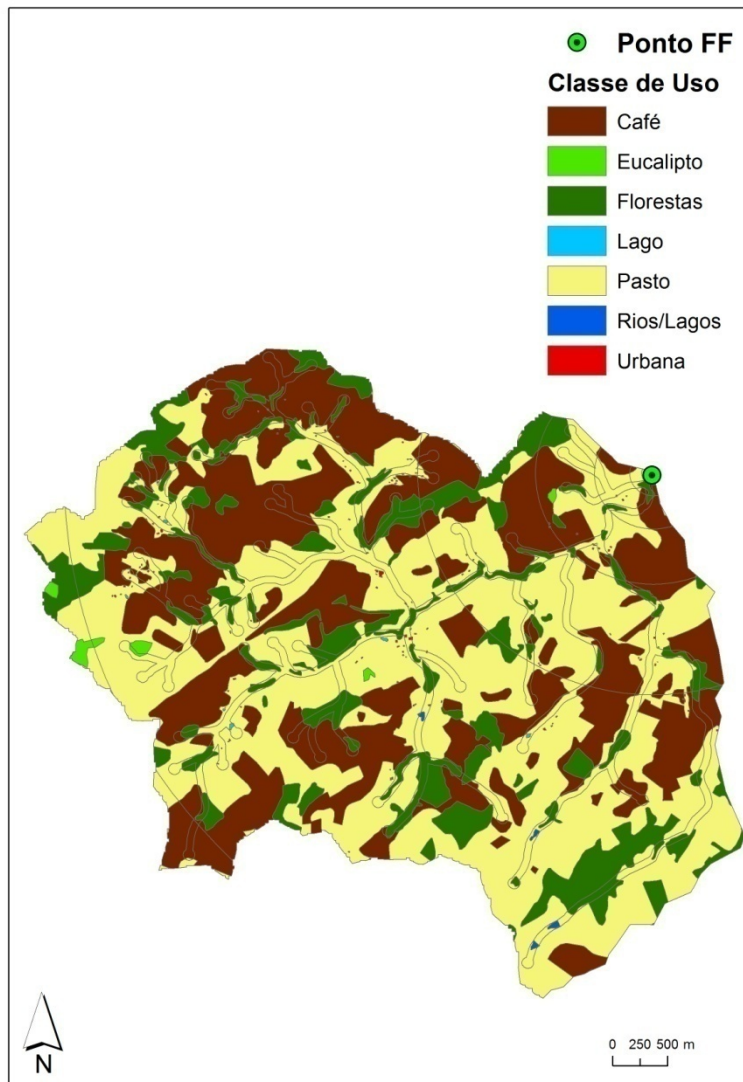 Ponto FF
Classe de Uso
Café
Eucalipto
Florestas
Lago
Pasto
Rios/Lagos
Urbana
N
0 250 500 m